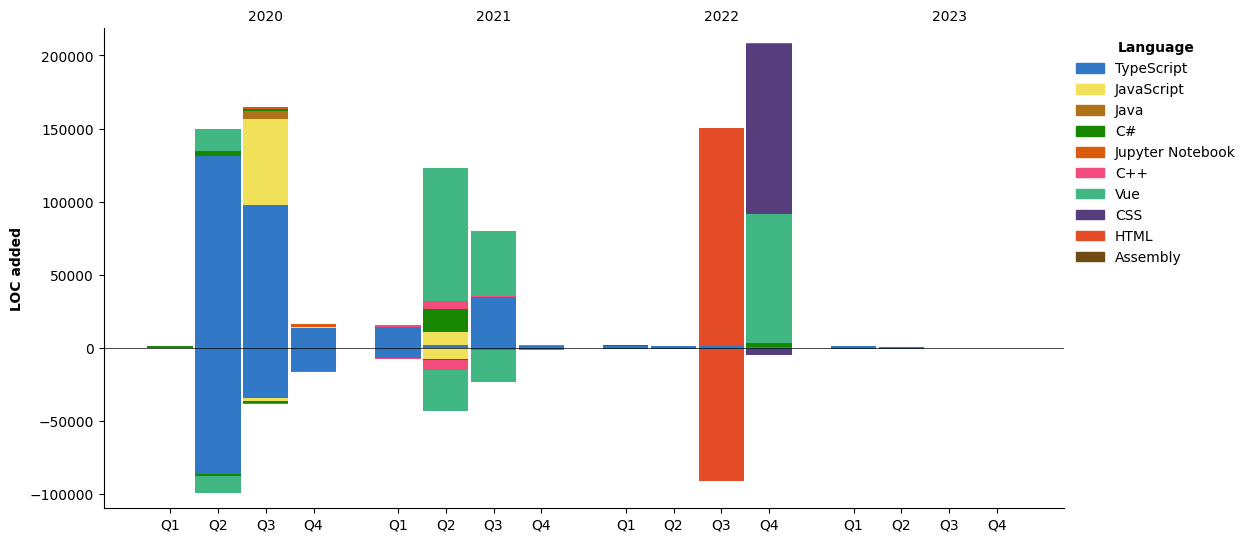 2020 2021 2022 2023
LOC added
200000
150000
100000
50000
0
−50000
−100000
Q1 Q2 Q3 Q4 Q1 Q2 Q3 Q4 Q1 Q2 Q3 Q4 Q1 Q2 Q3 Q4
Language
TypeScript
JavaScript
Java
C#
Jupyter Notebook
C++
Vue
CSS
HTML
Assembly